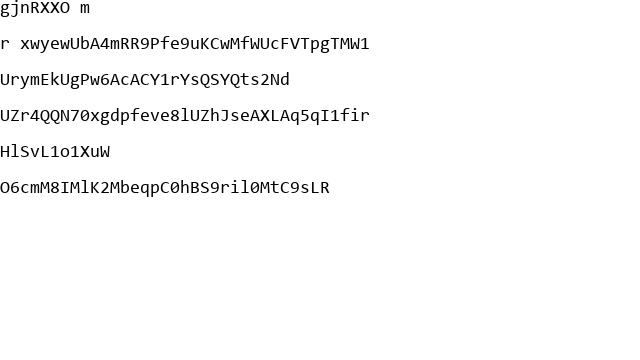 gjnRXXO m
r xwyewUbA4mRR9Pfe9uKCwMfWUcFVTpgTMW1
UrymEkUgPw6AcACY1rYsQSYQts2Nd
UZr4QQN70xgdpfeve8lUZhJseAXLAq5qI1fir
HlSvL1o1XuW
O6cmM8IMlK2MbeqpC0hBS9ril0MtC9sLR